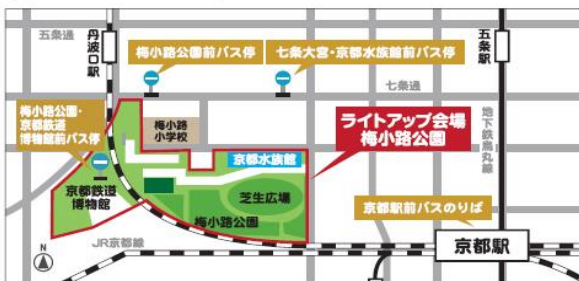 五条通
丹波口駅
梅小路公園前バス停
七条大宮・京都水族館前バス停
五条駅
七条通
梅小路公園・
京都鉄道
博物館前バス停
梅小路
小学校
ライトアップ会場
梅小路公園
地下鉄烏丸線
京都水族館
京都鉄道
博物館
芝生広場
梅小路公園
京都駅前バスのりば
N
JR京都線
京都駅